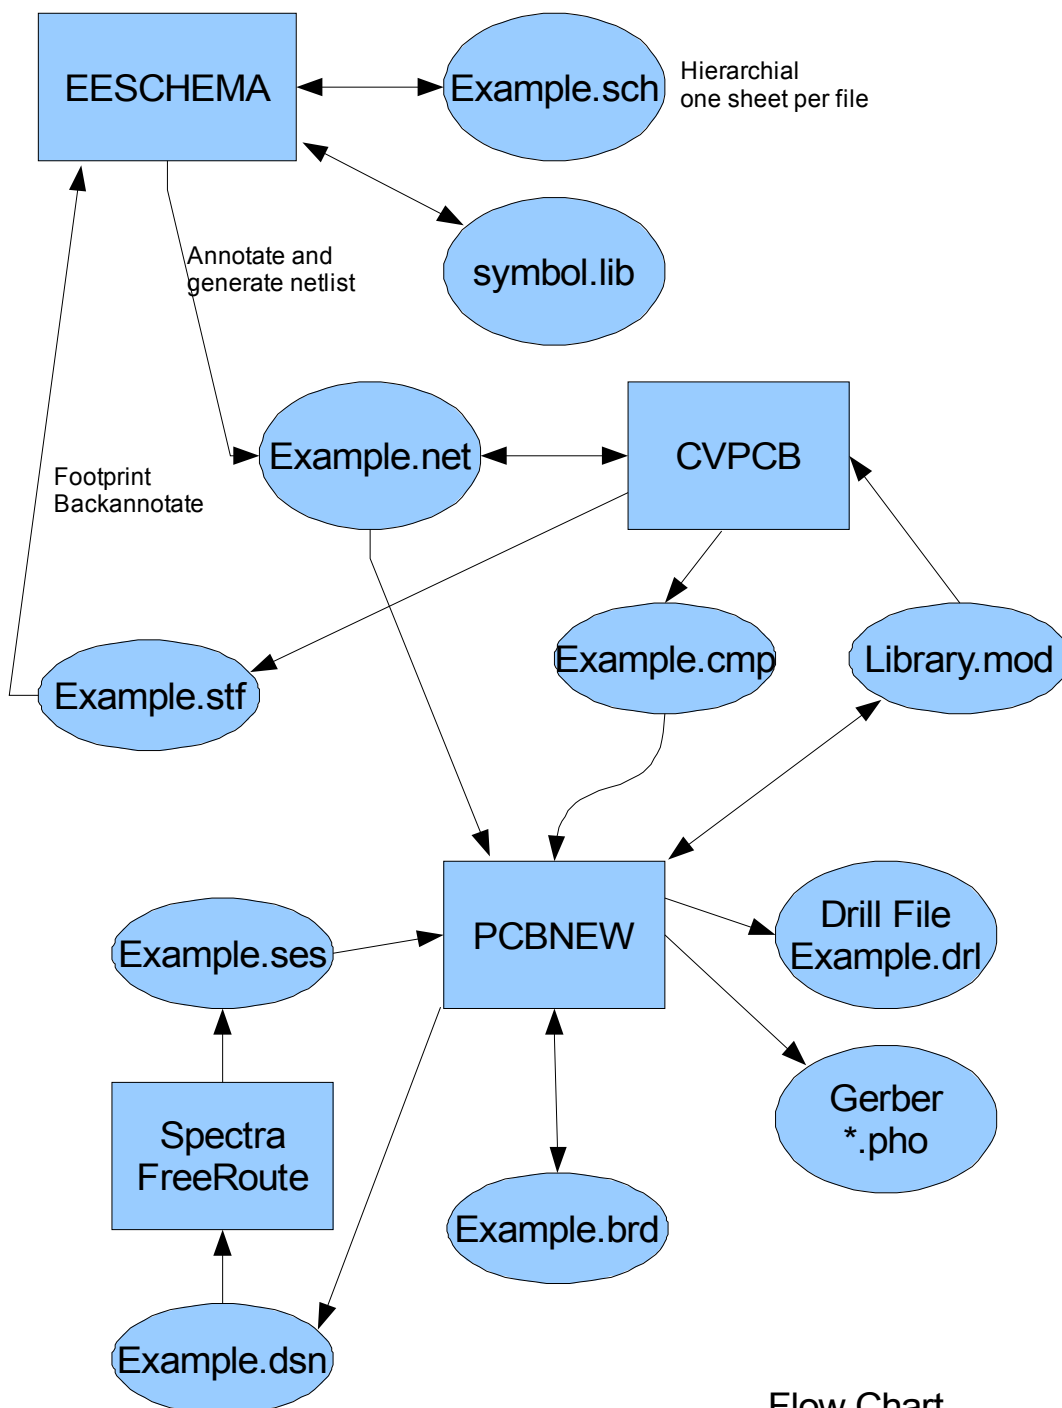 EESCHEMA
Example.sch
Hierarchial
one sheet per file
symbol.lib
Annotate and
generate netlist
Example.net
CVPCB
Footprint
Backannotate
Example.stf
Example.cmp
Library.mod
PCBNEW
Example.ses
Drill File
Example.drl
Gerber
*.pho
Spectra
FreeRoute
Example.brd
Example.dsn
Flow Chart